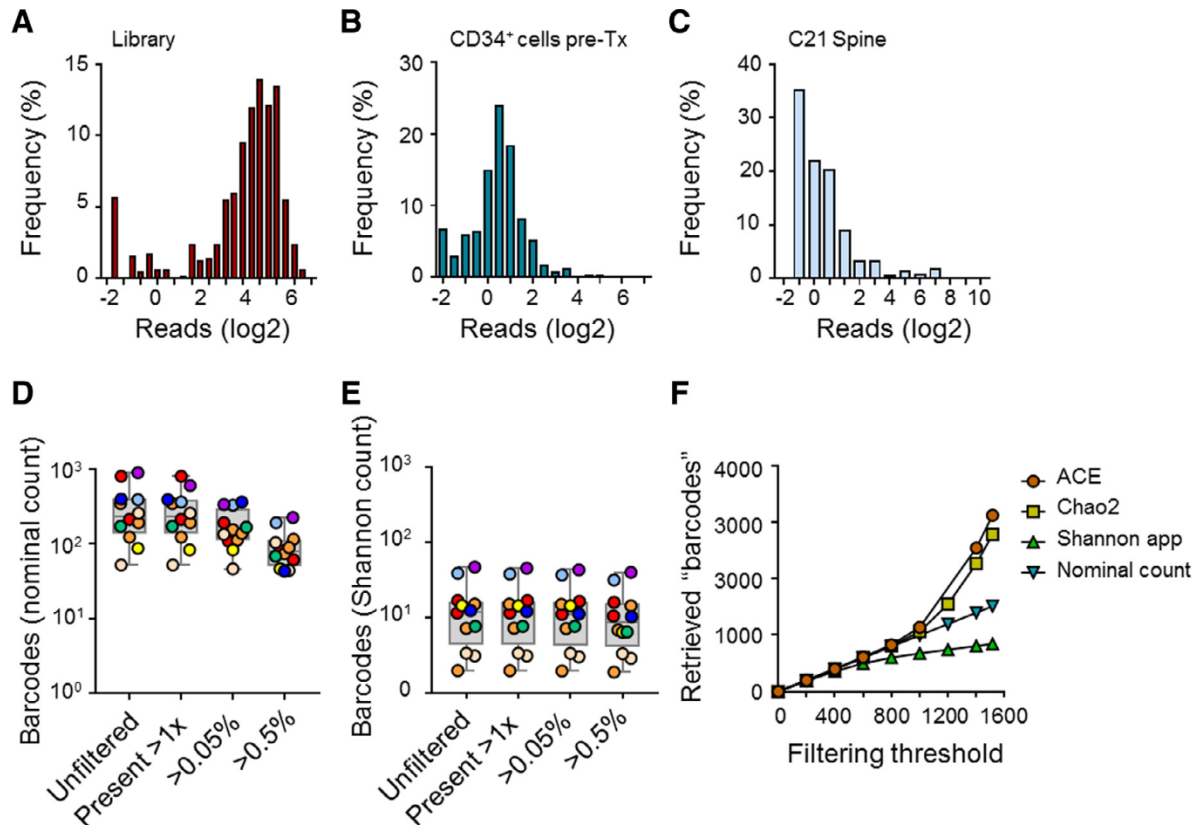 A
Library
Frequency (%)
15
10
5
0
-2 0 2 4 6
Reads (log2)
B
CD34+ cells pre-Tx
Frequency (%)
30
20
10
0
-2 0 2 4 6
Reads (log2)
C
C21 Spine
Frequency (%)
40
30
20
10
0
-2 0 2 4 6 8 10
Reads (log2)
D
Barcodes (nominal count)
10³
10²
10¹
10⁰
Unfiltered
Present >1x
>0.05%
>0.5%
E
Barcodes (Shannon count)
10³
10²
10¹
0
Unfiltered
Present >1x
>0.05%
>0.5%
F
Retrieved "barcodes"
4000
3000
3000
1000
0
0 400 800 1200 1600
Filtering threshold
ACE
Chao2
Shannon app
Nominal count